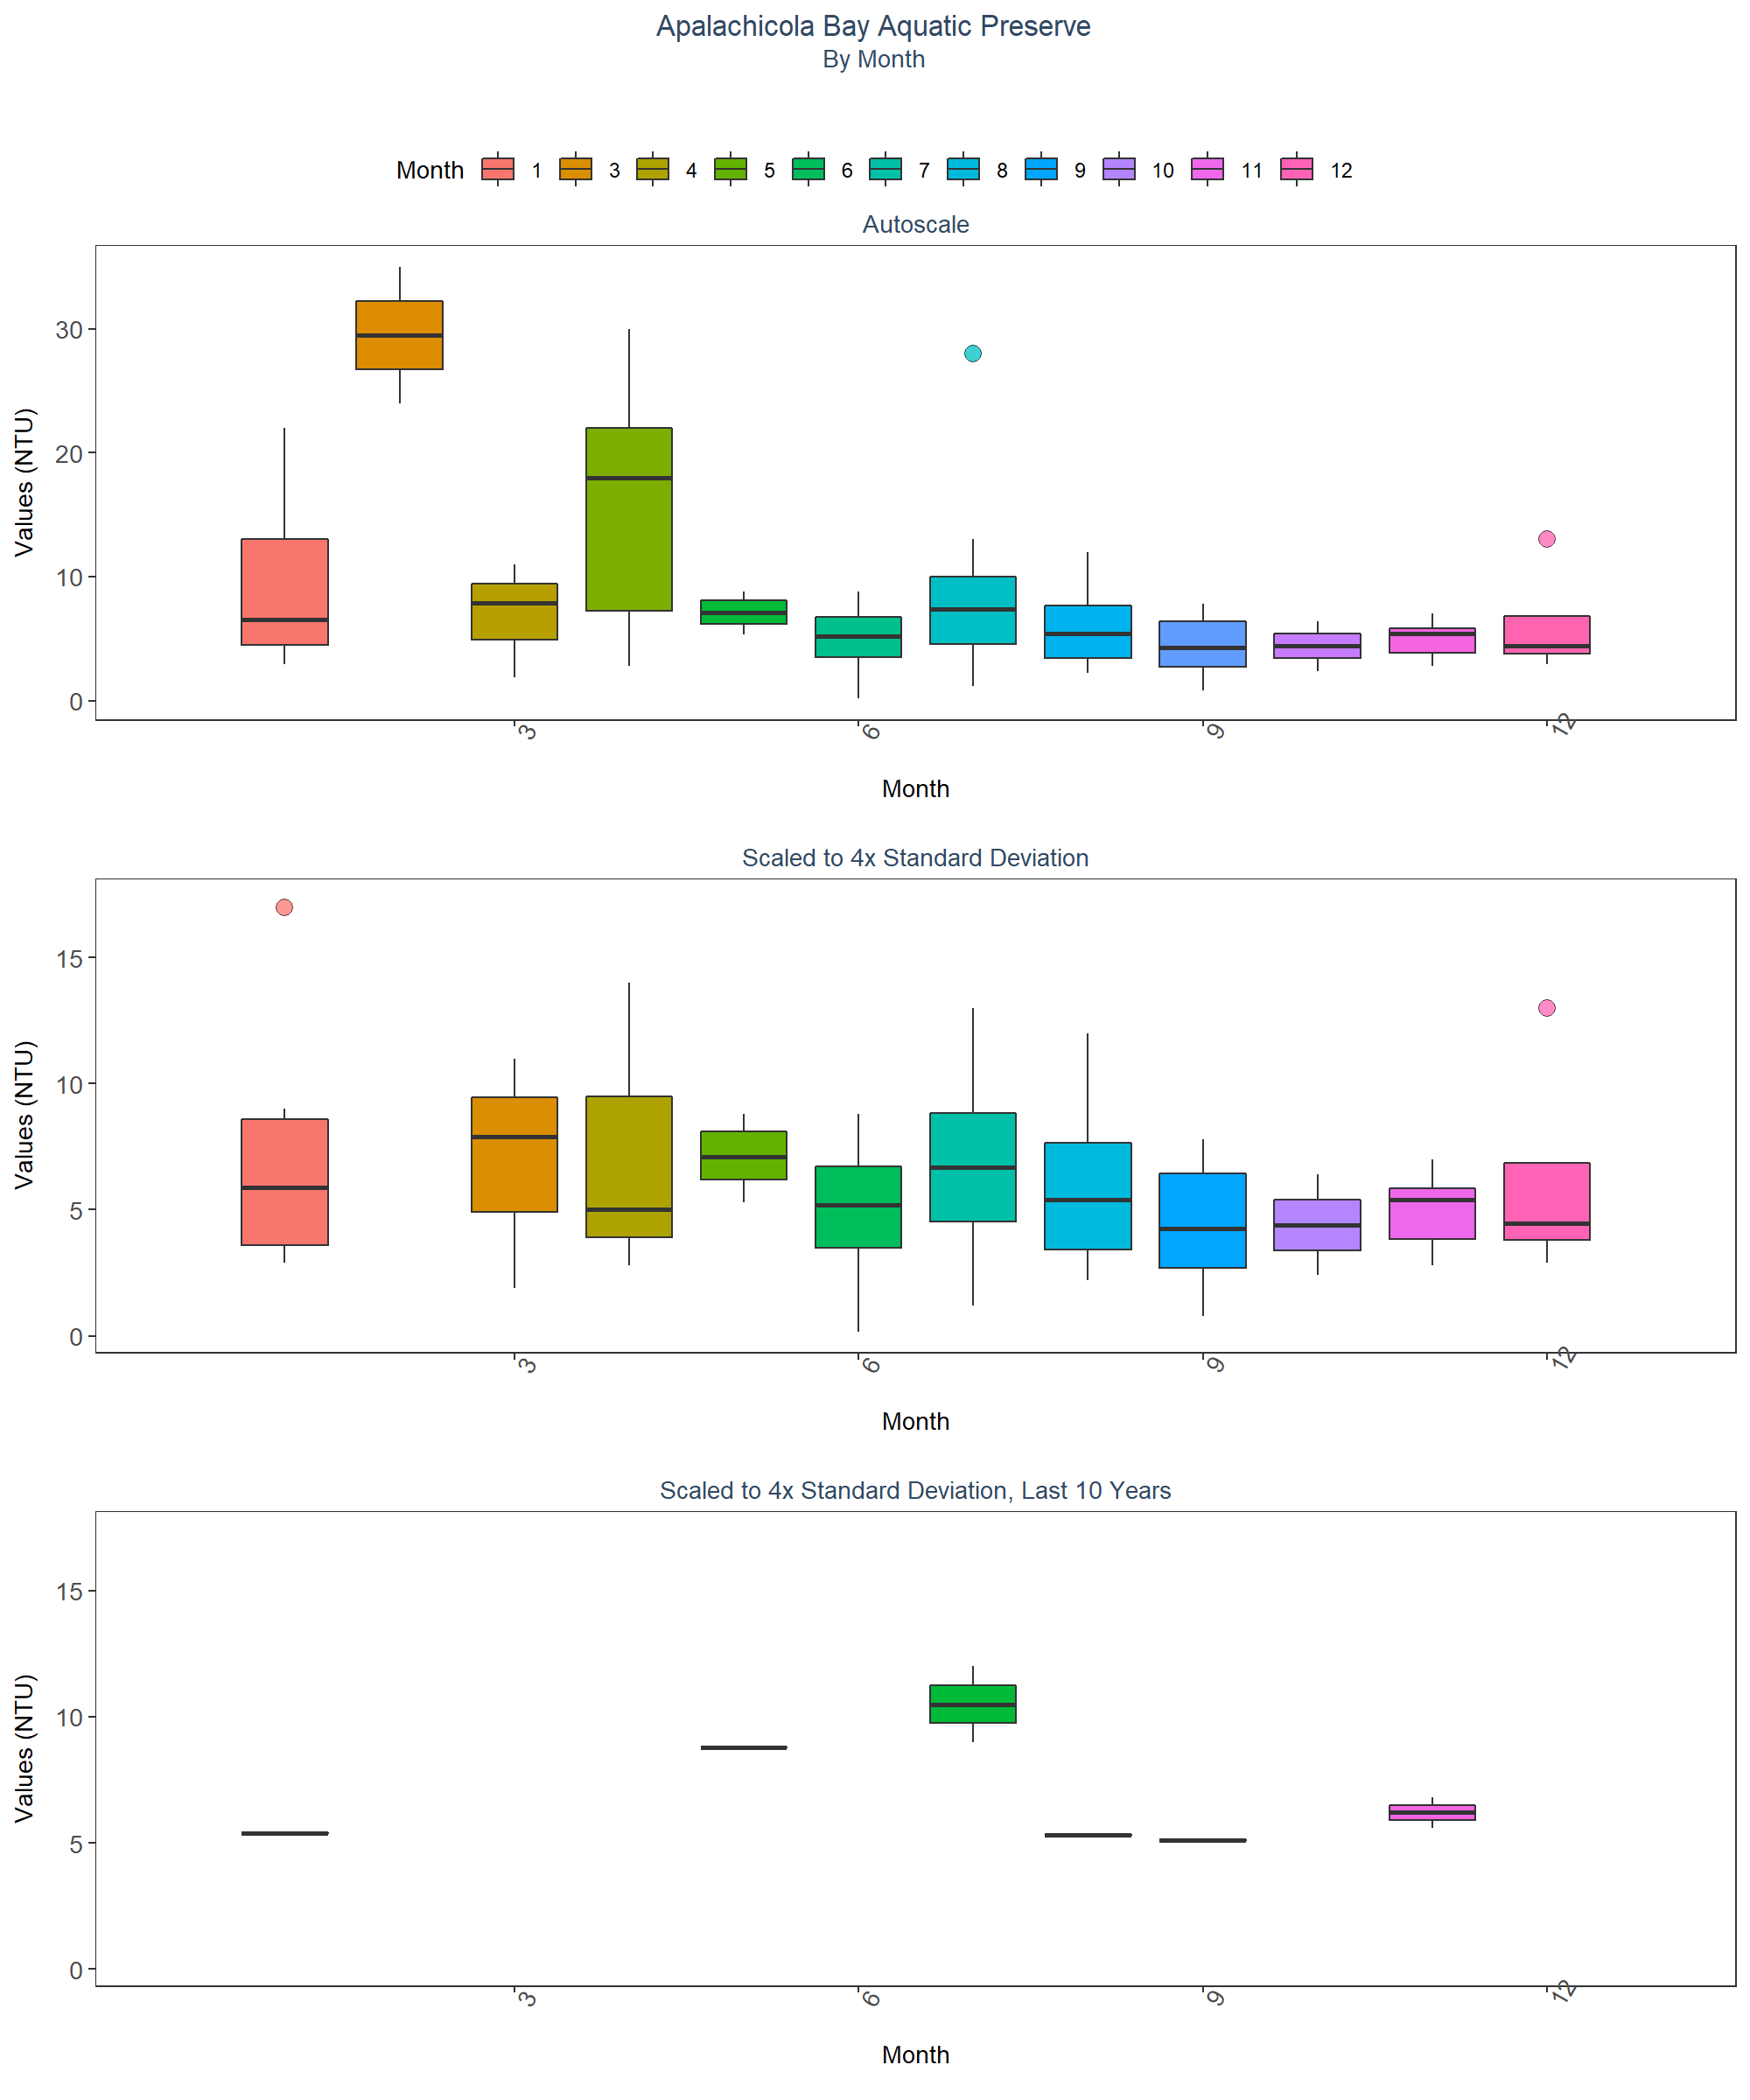 Apalachicola Bay Aquatic Preserve
By Month
Month 1 3 4 5 6 7 8 9 10 11 12
Autoscale
Values (NTU)
30
20
10
0
3 6 9 12
Month
Scaled to 4x Standard Deviation
Values (NTU)
15
10
5
0
3 6 9 12
Month
Scaled to 4x Standard Deviation, Last 10 Years
Values (NTU)
15
10
5
0
3 6 9 12
Month